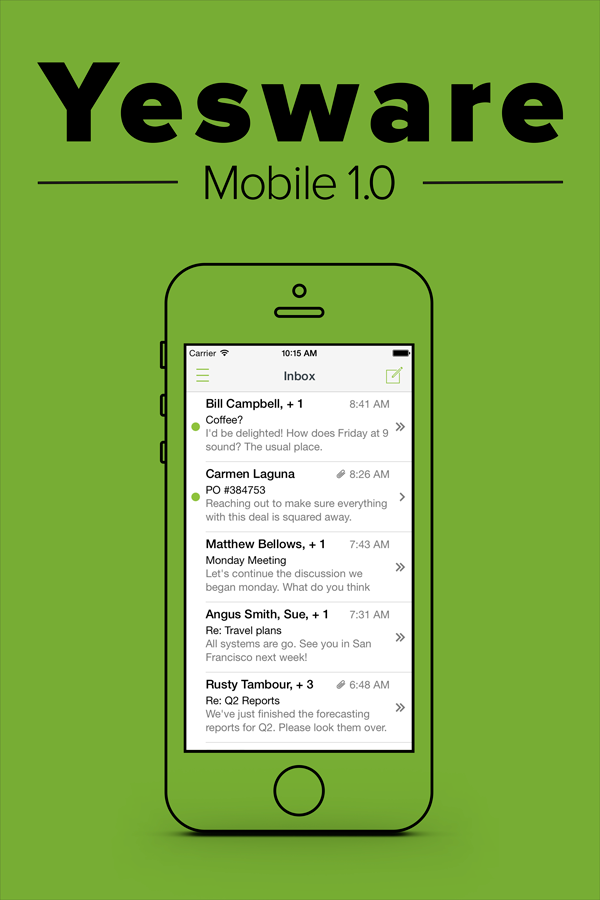 Yesware
Mobile 1.0
Carrier 10:15 AM
Inbox
Bill Campbell, + 1 8:41 AM
Coffee?
I'd be delighted! How does Friday at 9
sound? The usual place.
Carmen Laguna 8:26 AM
PO #384753
Reaching out to make sure everything
with this deal is squared away.
Matthew Bellows, + 1 7:43 AM
Monday Meeting
Let's continue the discussion we
began monday. What do you think
Angus Smith, Sue, + 1 7:31 AM
Re: Travel plans
All systems are go. See you in San
Francisco next week!
Rusty Tambour, + 3 6:48 AM
Re: Q2 Reports
We've just finished the forecasting
reports for Q2. Please look them over.